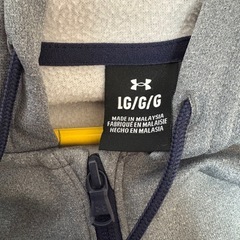 LG/G/G
MADE IN MALAYSIA
FABRIQUÉ EN MALAISIE
HECHO EN MALASIA